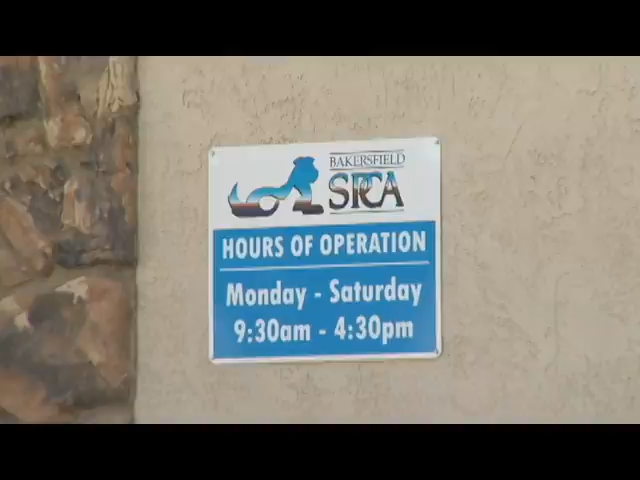 BAKERSFIELD
SPCA
HOURS OF OPERATION
Monday - Saturday
9:30am - 4:30pm